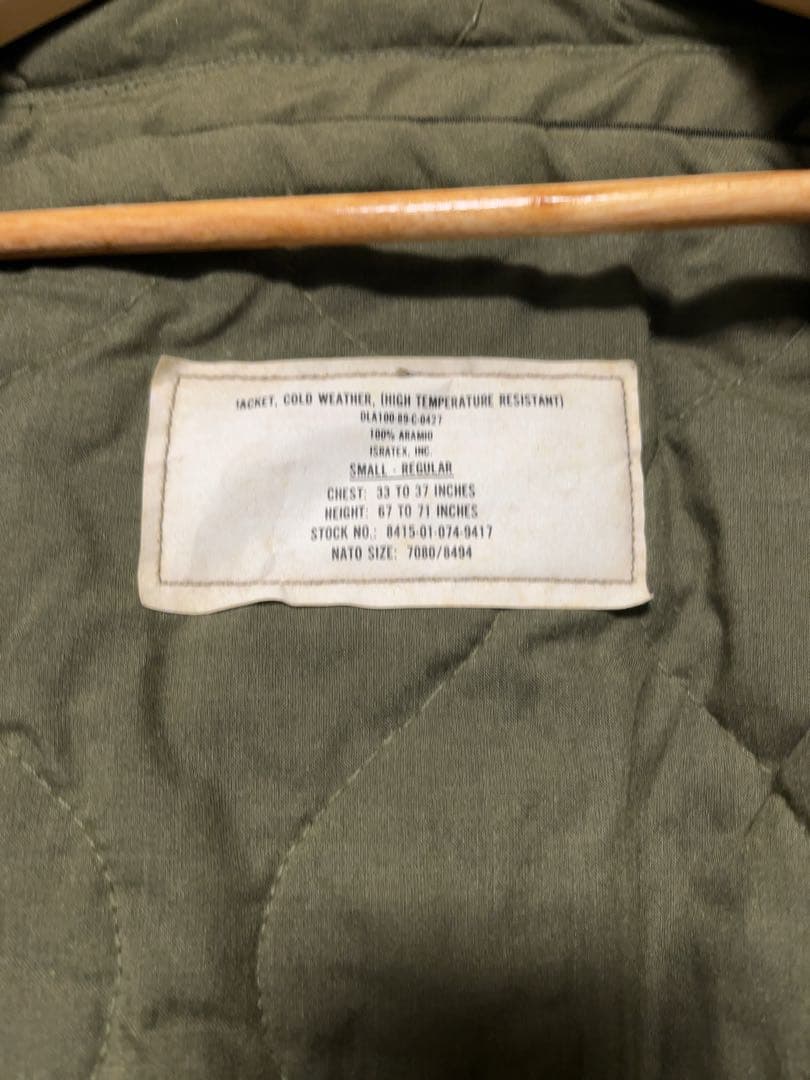 JACKET, COLD WEATHER, (HIGH TEMPERATURE RESISTANT)
DLA100-89-C-0427
100% ARAMID
ISRATEX, INC.
SMALL - REGULAR
CHEST: 33 TO 37 INCHES
HEIGHT: 67 TO 71 INCHES
STOCK NO.: 8415-01-074-9417
NATO SIZE: 7080/8494